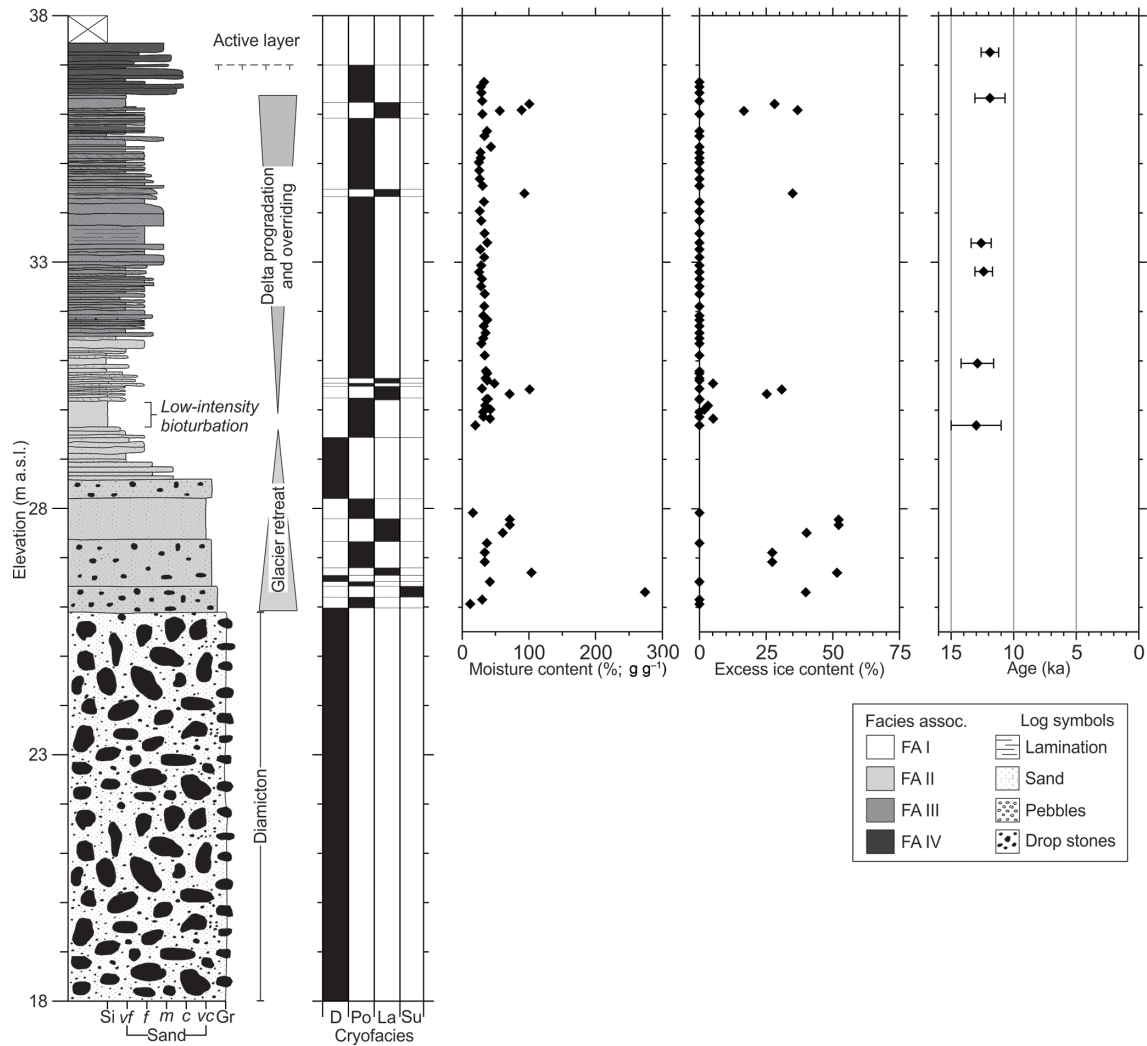 38
33
28
23
18
Elevation (m a.s.l.)
Active layer
Delta progradation
and overriding
Low-intensity
bioturbation
Glacier retreat
Diamicton
Si vf f m c vc Gr
Sand
D Po La Su
Cryofacies
0 100 200 300
Moisture content (%; g g⁻¹)
0 25 50 75
Excess ice content (%)
15 10 5 0
Age (ka)
Facies assoc.
FA I
FA II
FA III
FA IV
Log symbols
Lamination
Sand
Pebbles
Drop stones